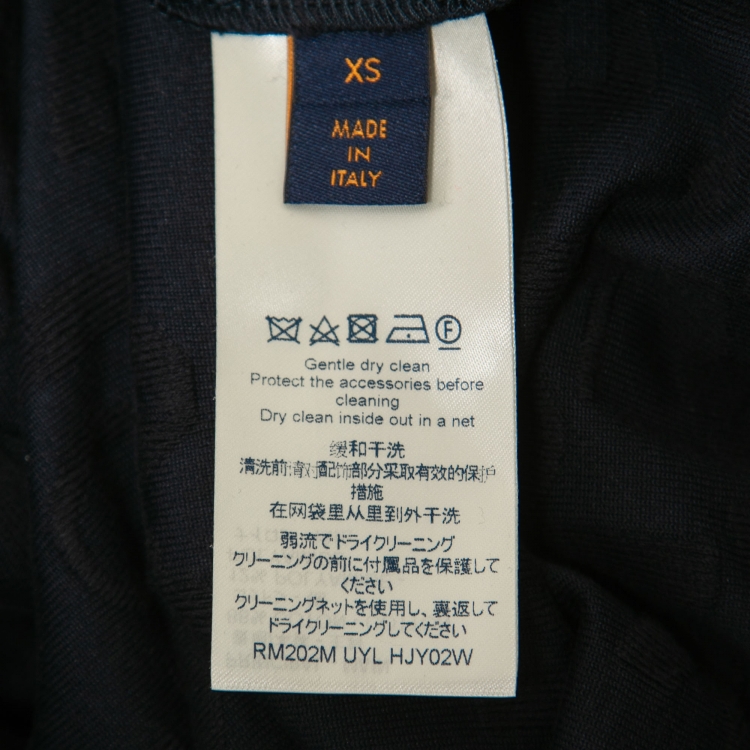 XS
MADE
IN
ITALY
F
Gentle dry clean
Protect the accessories before
cleaning
Dry clean inside out in a net
缓和干洗
清洗前请对配饰部分采取有效的保护
措施
在网袋里从里到外干洗
弱流でドライクリーニング
クリーニングの前に付属品を保護して
ください
クリーニングネットを使用し、裏返して
ドライクリーニングしてください
RM202M UYL HJY02W